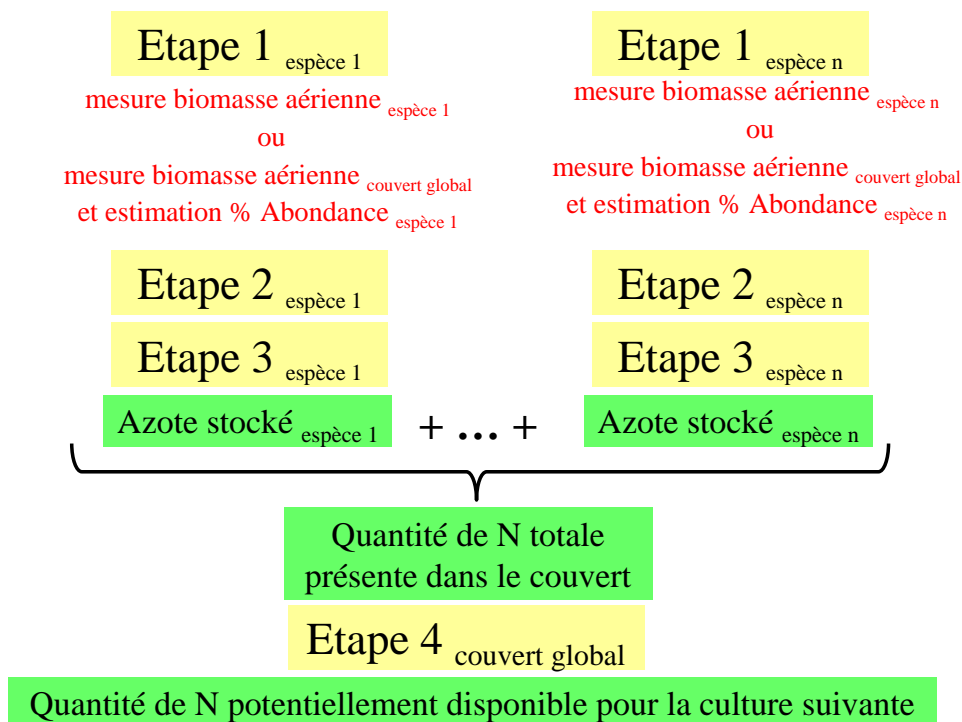 Etape 1 espèce 1
mesure biomasse aérienne espèce 1
ou
mesure biomasse aérienne couvert global
et estimation % Abondance espèce 1
Etape 2 espèce 1
Etape 3 espèce 1
Azote stocké espèce 1
+ ... +
Etape 1 espèce n
mesure biomasse aérienne espèce n
ou
mesure biomasse aérienne couvert global
et estimation % Abondance espèce n
Etape 2 espèce n
Etape 3 espèce n
Azote stocké espèce n
Quantité de N totale
présente dans le couvert
Etape 4 couvert global
Quantité de N potentiellement disponible pour la culture suivante